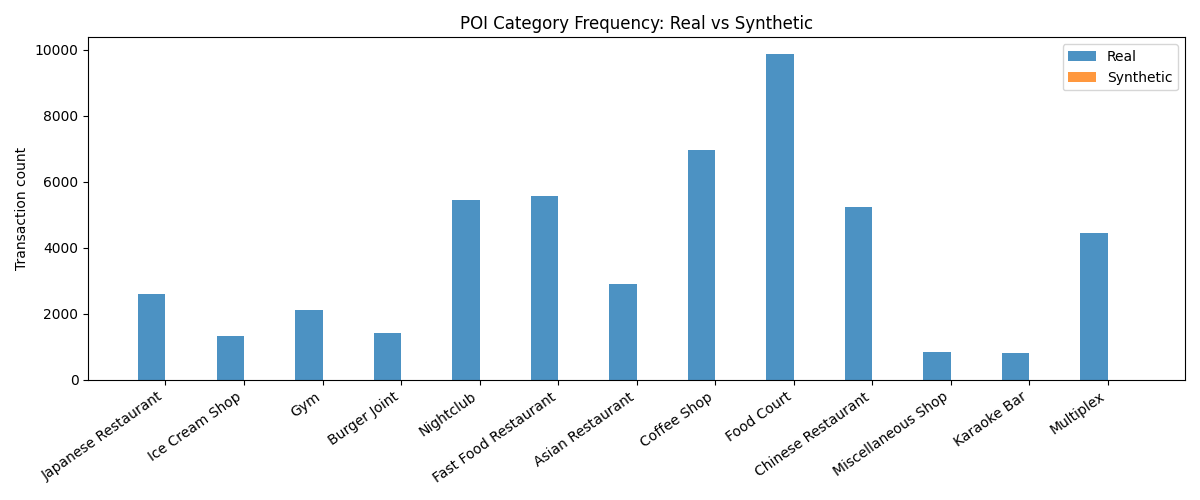 POI Category Frequency: Real vs Synthetic
Real
Synthetic
Transaction count
10000
8000
6000
4000
2000
0
Japanese Restaurant
Ice Cream Shop
Gym
Burger Joint
Nightclub
Fast Food Restaurant
Asian Restaurant
Coffee Shop
Food Court
Chinese Restaurant
Miscellaneous Shop
Karaoke Bar
Multiplex